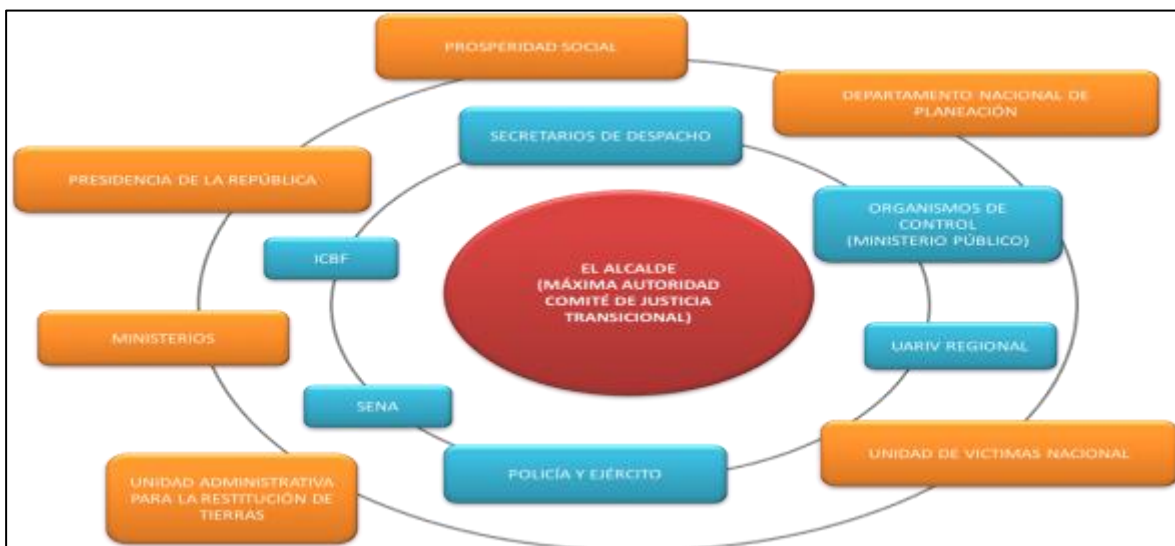 PROSPERIDAD SOCIAL
DEPARTAMENTO NACIONAL DE
PLANEACIÓN
SECRETARIOS DE DESPACHO
PRESIDENCIA DE LA REPÚBLICA
ORGANISMOS DE
CONTROL
(MINISTERIO PÚBLICO)
ICBF
EL ALCALDE
(MÁXIMA AUTORIDAD
COMITÉ DE JUSTICIA
TRANSICIONAL)
MINISTERIOS
UARIV REGIONAL
SENA
UNIDAD DE VICTIMAS NACIONAL
POLICÍA Y EJÉRCITO
UNIDAD ADMINISTRATIVA
PARA LA RESTITUCIÓN DE
TIERRAS